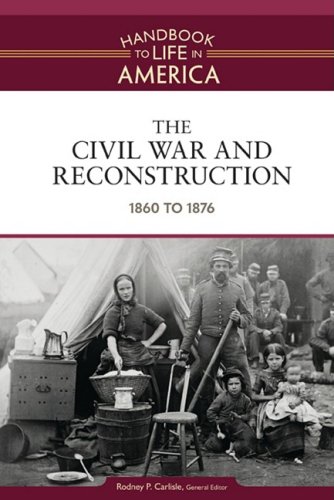 HANDBOOK
TO LIFE IN
AMERICA
THE
CIVIL WAR AND
RECONSTRUCTION
1860 TO 1876
Rodney P. Carlisle, General Editor